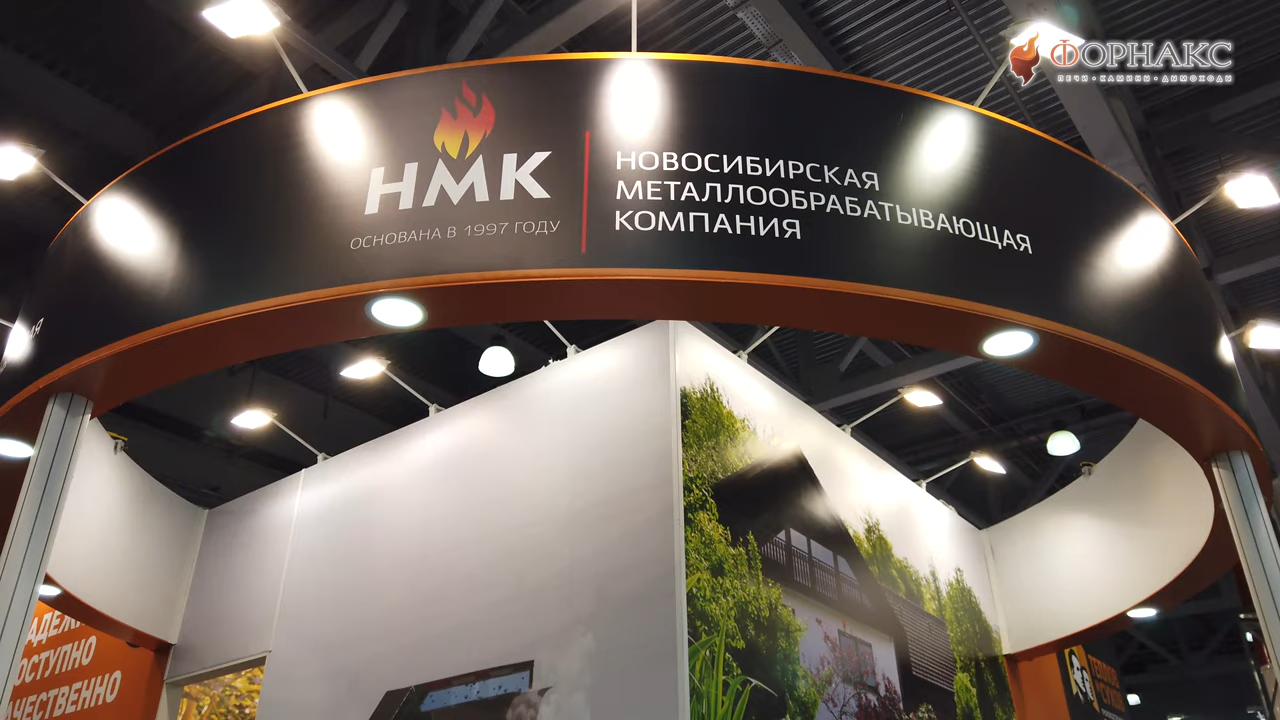 ФОРНАКС
ПЕЧИ • КАМИНЫ • ДЫМОХОДЫ
НМК
ОСНОВАНА В 1997 ГОДУ
НОВОСИБИРСКАЯ
МЕТАЛЛООБРАБАТЫВАЮЩАЯ
КОМПАНИЯ